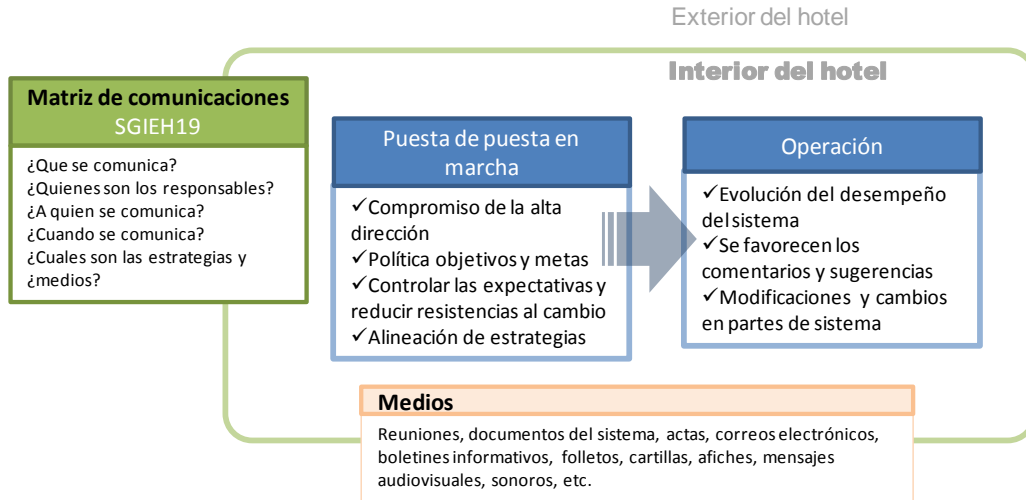 Exterior del hotel
Interior del hotel
Matriz de comunicaciones
SGIEH19
¿Que se comunica?
¿Quienes son los responsables?
¿A quien se comunica?
¿Cuando se comunica?
¿Cuales son las estrategias y
¿medios?
Puesta de puesta en
marcha
✓Compromiso de la alta
dirección
✓Política objetivos y metas
✓Controlar las expectativas y
reducir resistencias al cambio
✓Alineación de estrategias
Operación
✓Evolución del desempeño
del sistema
✓Se favorecen los
comentarios y sugerencias
✓Modificaciones y cambios
en partes de sistema
Medios
Reuniones, documentos del sistema, actas, correos electrónicos,
boletines informativos, folletos, cartillas, afiches, mensajes
audiovisuales, sonoros, etc.